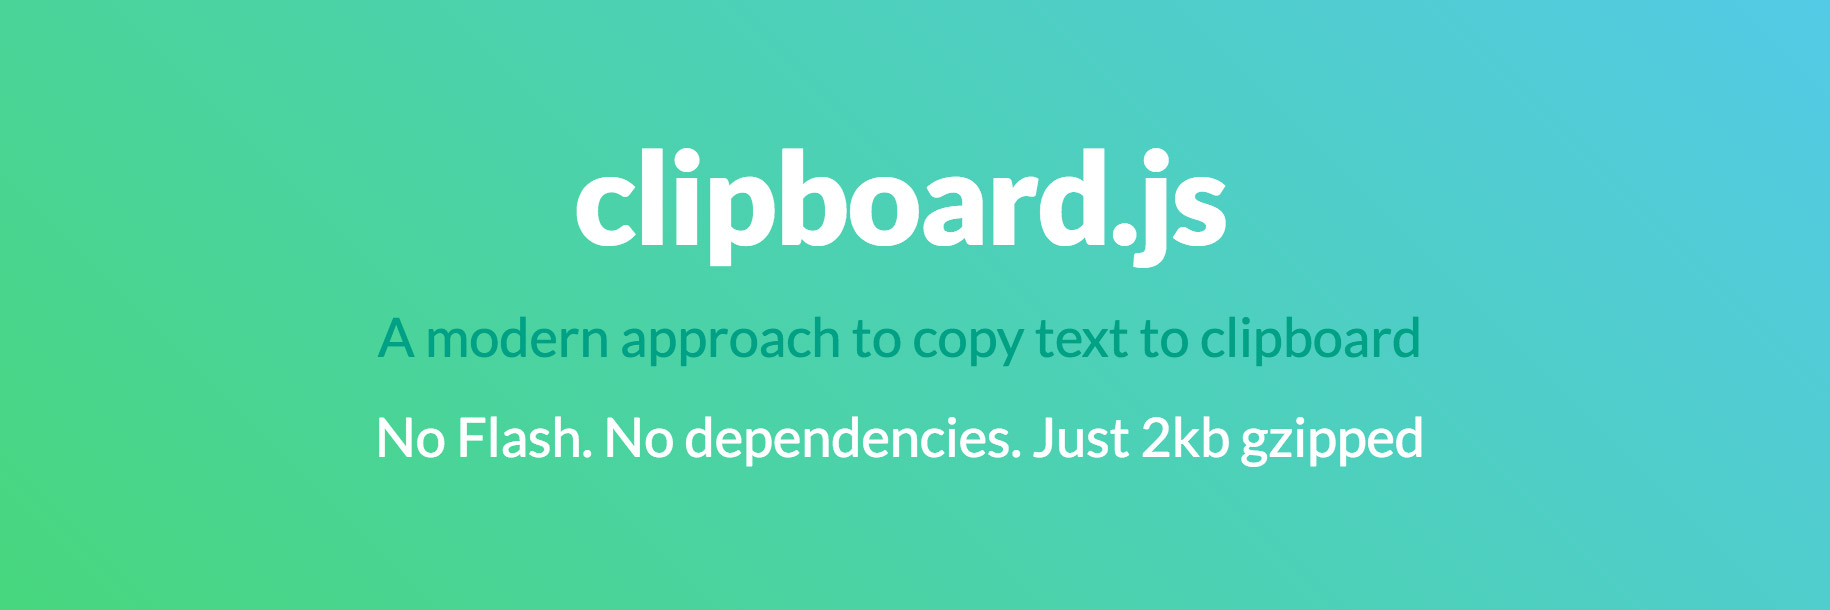 clipboard.js
A modern approach to copy text to clipboard
No Flash. No dependencies. Just 2kb gzipped